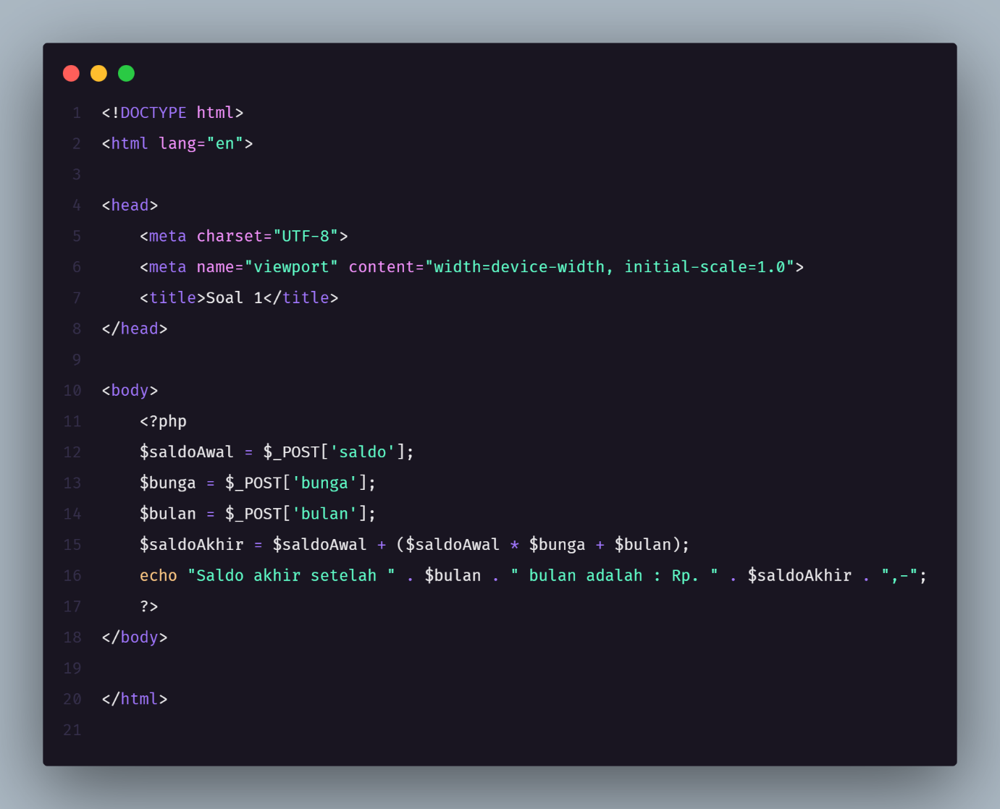 1 <!DOCTYPE html>
2 <html lang="en">
3
4 <head>
5     <meta charset="UTF-8">
6     <meta name="viewport" content="width=device-width, initial-scale=1.0">
7     <title>Soal 1</title>
8 </head>
9
10 <body>
11     <?php
12     $saldoAwal = $_POST['saldo'];
13     $bunga = $_POST['bunga'];
14     $bulan = $_POST['bulan'];
15     $saldoAkhir = $saldoAwal + ($saldoAwal * $bunga + $bulan);
16     echo "Saldo akhir setelah " . $bulan . " bulan adalah : Rp. " . $saldoAkhir . ",-";
17     ?>
18 </body>
19
20 </html>
21